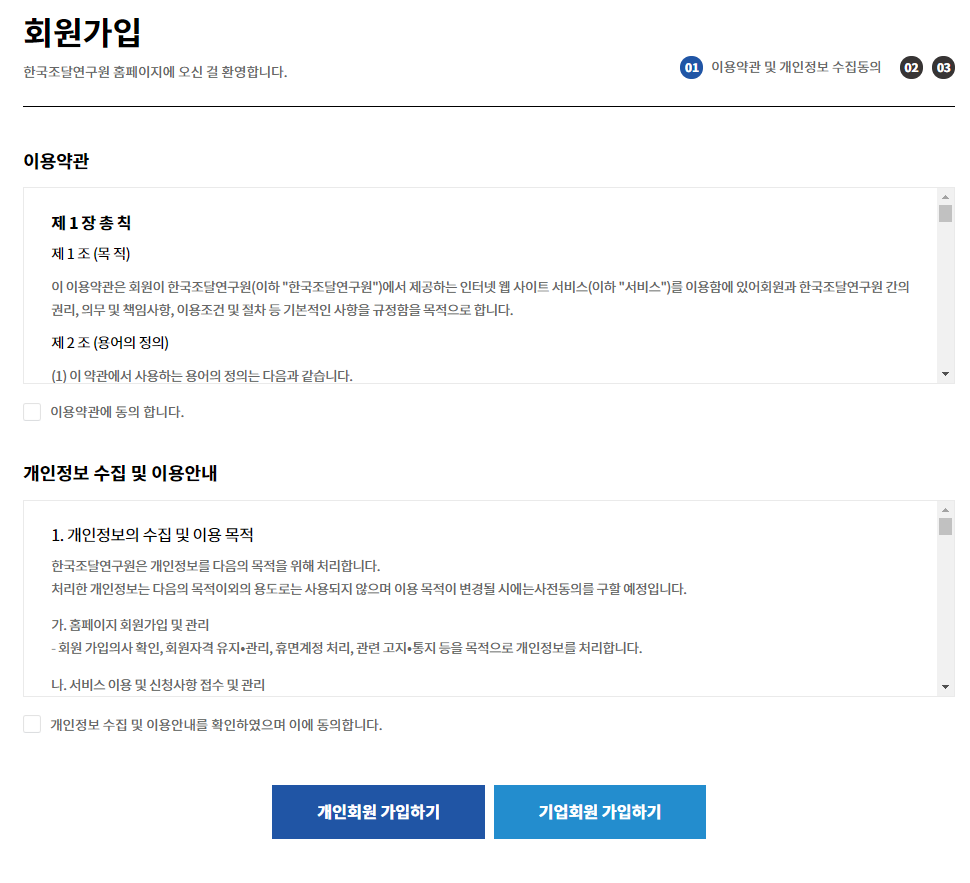 회원가입
한국조달연구원 홈페이지에 오신 걸 환영합니다.
01 이용약관 및 개인정보 수집동의 02 03
이용약관
제 1 장 총 칙
제 1 조 (목 적)
이 이용약관은 회원이 한국조달연구원(이하 "한국조달연구원")에서 제공하는 인터넷 웹 사이트 서비스(이하 "서비스")를 이용함에 있어회원과 한국조달연구원 간의
권리, 의무 및 책임사항, 이용조건 및 절차 등 기본적인 사항을 규정함을 목적으로 합니다.
제 2 조 (용어의 정의)
(1) 이 약관에서 사용하는 용어의 정의는 다음과 같습니다.
이용약관에 동의 합니다.
개인정보 수집 및 이용안내
1. 개인정보의 수집 및 이용 목적
한국조달연구원은 개인정보를 다음의 목적을 위해 처리합니다.
처리한 개인정보는 다음의 목적이외의 용도로는 사용되지 않으며 이용 목적이 변경될 시에는사전동의를 구할 예정입니다.
가. 홈페이지 회원가입 및 관리
- 회원 가입의사 확인, 회원자격 유지•관리, 휴면계정 처리, 관련 고지•통지 등을 목적으로 개인정보를 처리합니다.
나. 서비스 이용 및 신청사항 접수 및 관리
개인정보 수집 및 이용안내를 확인하였으며 이에 동의합니다.
개인회원 가입하기 기업회원 가입하기